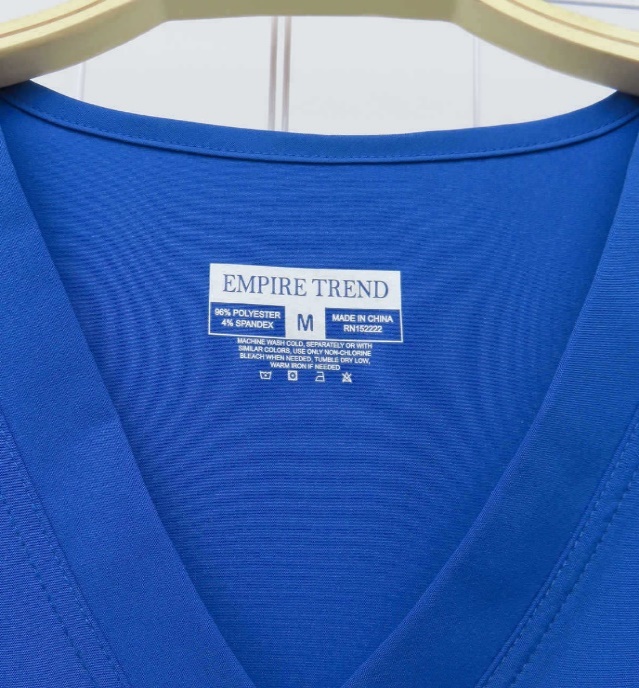 EMPIRE TREND
96% POLYESTER
4% SPANDEX
M
MADE IN CHINA
RN152222
MACHINE WASH COLD, SEPARATELY OR WITH
SIMILAR COLORS, USE ONLY NON-CHLORINE
BLEACH WHEN NEEDED, TUMBLE DRY LOW,
WARM IRON IF NEEDED